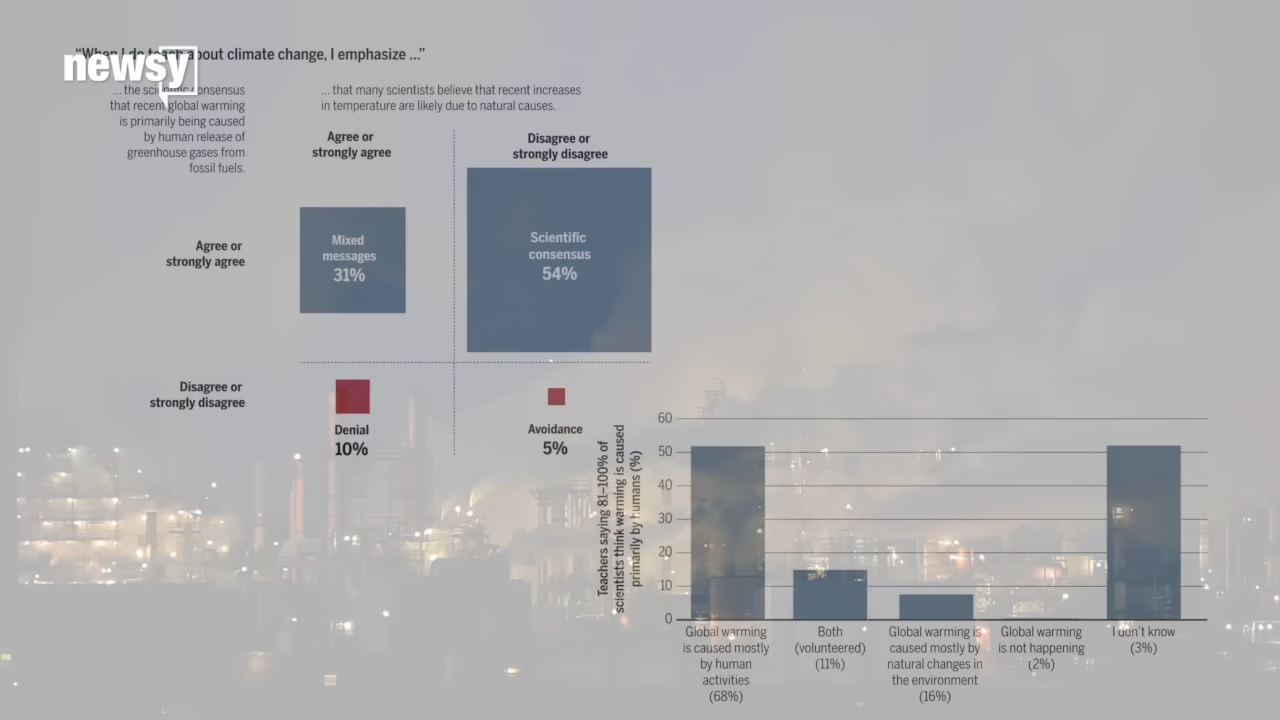 "When I do teach about climate change, I emphasize ..."
newsy
... the scientific consensus
that recent global warming
is primarily being caused
by human release of
greenhouse gases from
fossil fuels.
... that many scientists believe that recent increases
in temperature are likely due to natural causes.
Agree or
strongly agree
Disagree or
strongly disagree
Agree or
strongly agree
Mixed
messages
31%
Scientific
consensus
54%
Disagree or
strongly disagree
Denial
10%
Avoidance
5%
Teachers saying 81–100% of
scientists think warming is caused
primarily by humans (%)
60
50
40
30
20
10
0
Global warming
is caused mostly
by human
activities
(68%)
Both
(volunteered)
(11%)
Global warming is
caused mostly by
natural changes in
the environment
(16%)
Global warming
is not happening
(2%)
I don't know
(3%)